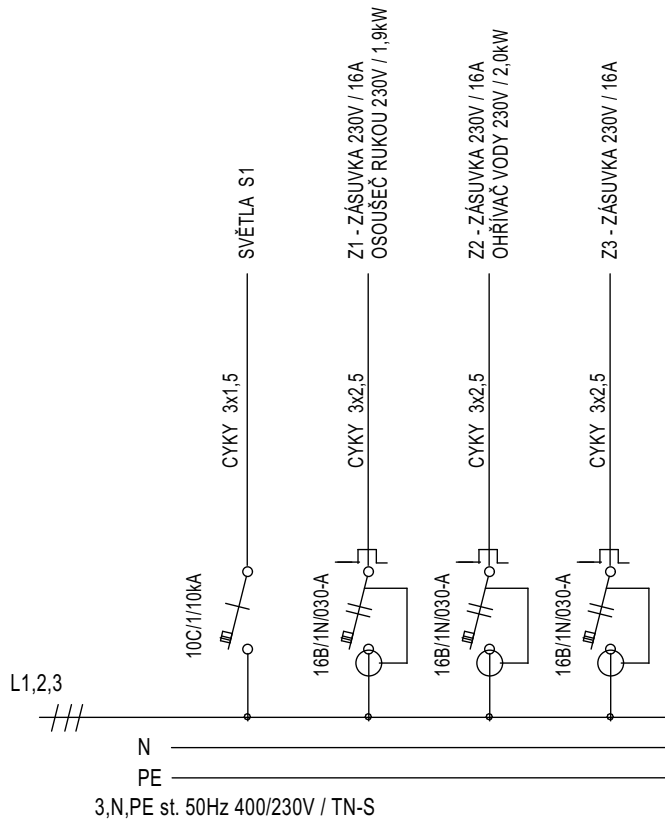 SVĚTLA S1
Z1 - ZÁSUVKA 230V / 16A
OSOUŠEČ RUKOU 230V / 1,9kW
Z2 - ZÁSUVKA 230V / 16A
OHŘÍVAČ VODY 230V / 2,0kW
Z3 - ZÁSUVKA 230V / 16A
CYKY 3x1,5
CYKY 3x2,5
CYKY 3x2,5
CYKY 3x2,5
10C/1/10kA
16B/1N/030-A
16B/1N/030-A
16B/1N/030-A
L1,2,3
N
PE
3,N,PE st. 50Hz 400/230V / TN-S